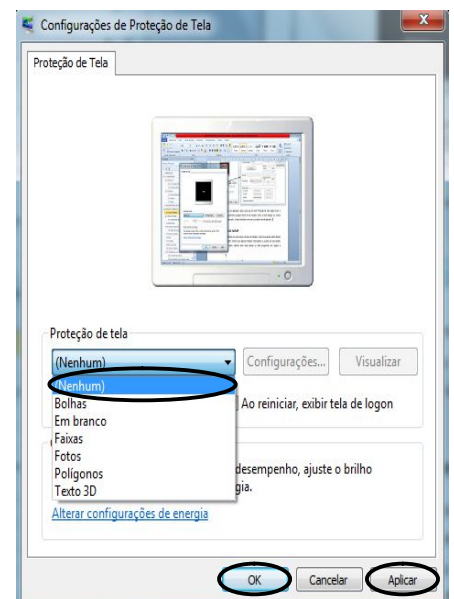 Configurações de Proteção de Tela
Proteção de Tela
Proteção de tela
(Nenhum) Configurações... Visualizar
(Nenhum)
Bolhas Ao reiniciar, exibir tela de logon
Em branco
Faixas
Fotos
Polígonos desempenho, ajuste o brilho
Texto 3D gia.
Alterar configurações de energia
OK Cancelar Aplicar